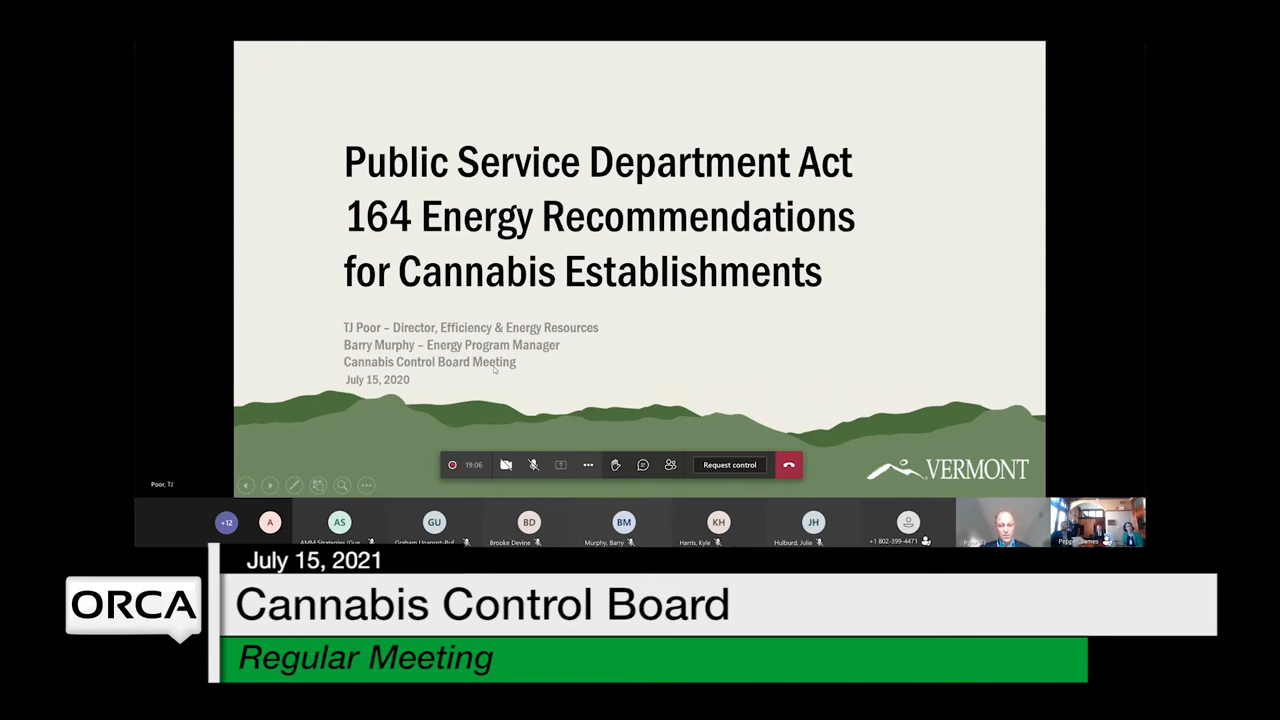 Public Service Department Act
164 Energy Recommendations
for Cannabis Establishments
TJ Poor – Director, Efficiency & Energy Resources
Barry Murphy – Energy Program Manager
Cannabis Control Board Meeting
July 15, 2020
19:06
Request control
VERMONT
Poor, TJ
+12
A
AS
GU
BD
BM
KH
JH
AMM Strategies (Gue
Brooke Devine
Murphy, Barry
Harris, Kyle
Hulburd, Julie
+1 802-399-4471
Pepper, James
July 15, 2021
ORCA
Cannabis Control Board
Regular Meeting